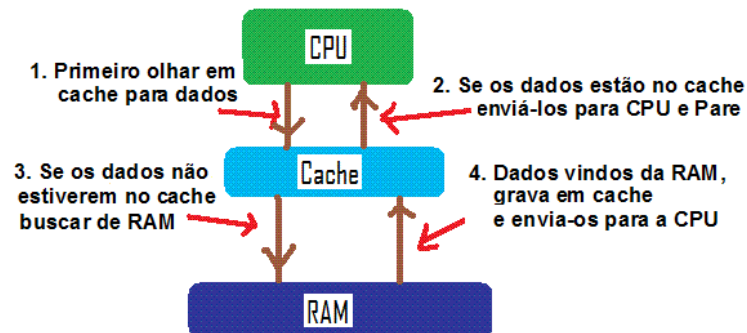 CPU
1. Primeiro olhar em
cache para dados
2. Se os dados estão no cache
enviá-los para CPU e Pare
Cache
3. Se os dados não
estiverem no cache
buscar de RAM
4. Dados vindos da RAM,
grava em cache
e envia-os para a CPU
RAM